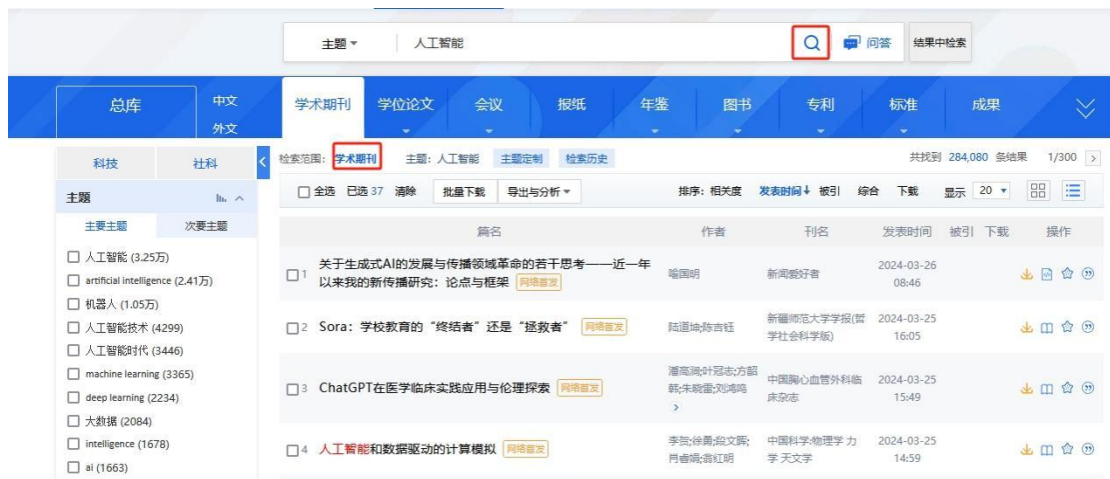 主题 人工智能 问答 结果中检索
总库 中文 学术期刊 学位论文 会议 报纸 年鉴 图书 专利 标准 成果
外文
科技 社科 检索范围：学术期刊 主题：人工智能 主题定制 检索历史 共找到 284,080 条结果 1/300
主题 全选 已选 37 清除 批量下载 导出与分析 排序：相关度 发表时间↓ 被引 综合 下载 显示 20
主要主题 次要主题 篇名 作者 刊名 发表时间 被引 下载 操作
人工智能 (3.25万)
artificial intelligence (2.41万)
机器人 (1.05万)
人工智能技术 (4299)
人工智能时代 (3446)
machine learning (3365)
deep learning (2234)
大数据 (2084)
intelligence (1678)
ai (1663)
1 关于生成式AI的发展与传播领域革命的若干思考——近一年 喻国明 新闻爱好者 2024-03-26
以来我的新传播研究：论点与框架 网络首发 08:46
2 Sora：学校教育的“终结者”还是“拯救者” 网络首发 陆道坤;陈吉钰 新疆师范大学学报(哲 2024-03-25
学社会科学版) 16:05
3 ChatGPT在医学临床实践应用与伦理探索 网络首发 叶冠志;方韶 中国胸心血管外科临 2024-03-25
韩;朱晓雷;刘鸿鸣 床杂志 15:49
4 人工智能和数据驱动的计算模拟 网络首发 李贺;徐勇;段文晖; 中国科学:物理学 力 2024-03-25
肖睿娟;翁红明 学 天文学 14:59